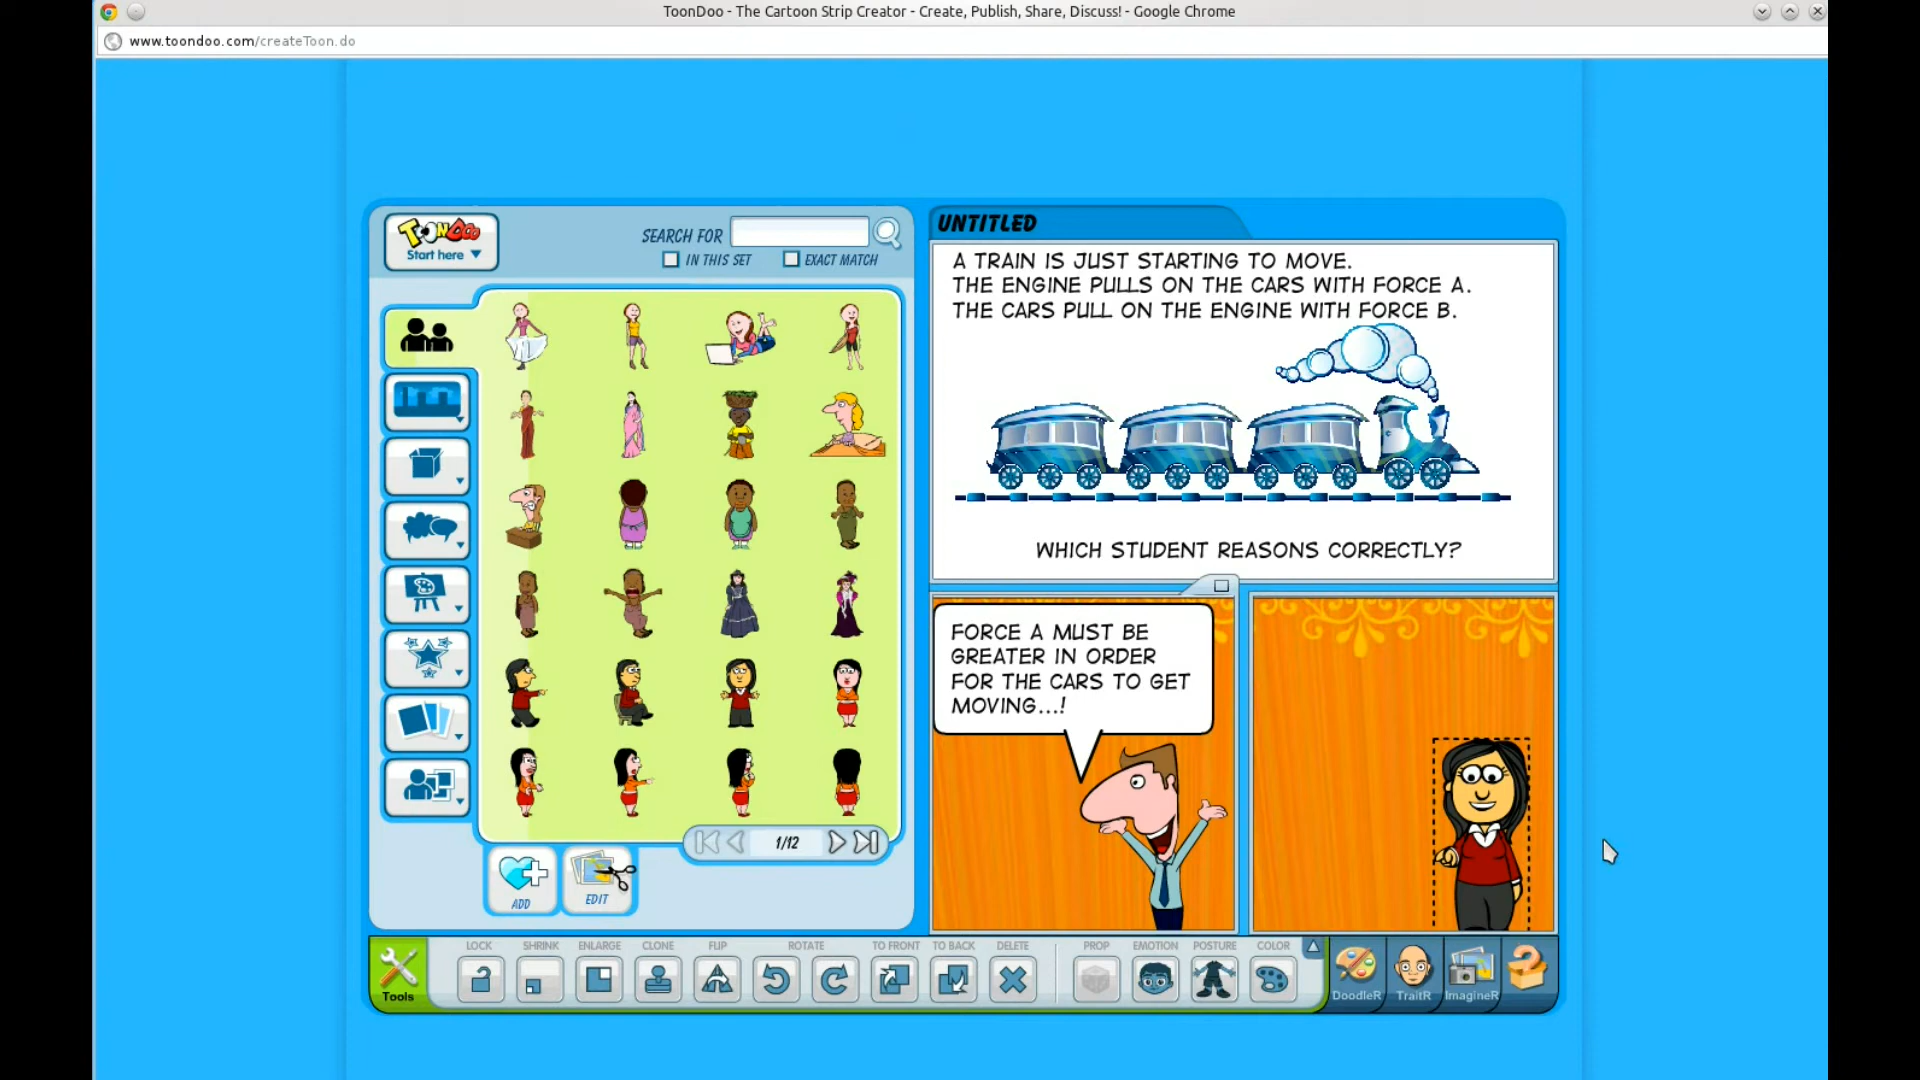 ToonDoo - The Cartoon Strip Creator - Create, Publish, Share, Discuss! - Google Chrome
www.toondoo.com/createToon.do
TOONDOO
Start here
SEARCH FOR
IN THIS SET
EXACT MATCH
1/12
ADD
EDIT
UNTITLED
A TRAIN IS JUST STARTING TO MOVE.
THE ENGINE PULLS ON THE CARS WITH FORCE A.
THE CARS PULL ON THE ENGINE WITH FORCE B.
WHICH STUDENT REASONS CORRECTLY?
FORCE A MUST BE
GREATER IN ORDER
FOR THE CARS TO GET
MOVING...!
Tools
LOCK
SHRINK
ENLARGE
CLONE
FLIP
ROTATE
TO FRONT
TO BACK
DELETE
PROP
EMOTION
POSTURE
COLOR
DoodleR
TraitR
ImagineR